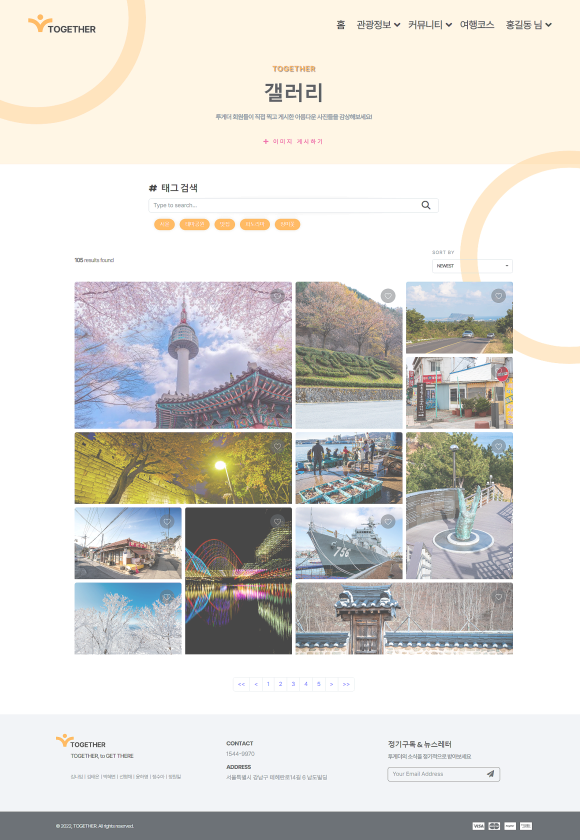 TOGETHER
홈 관광정보 커뮤니티 여행코스 홍길동 님
TOGETHER
갤러리
투게더 회원들이 직접 찍고 게시한 아름다운 사진들을 감상해보세요!
+ 이미지 게시하기
# 태그 검색
Type to search...
105 results found
SORT BY
NEWEST
756
<< < 1 2 3 4 5 > >>
TOGETHER
TOGETHER, to GET THERE
CONTACT
1544-9970
ADDRESS
서울특별시 강남구 테헤란로14길 6 남도빌딩
정기구독 & 뉴스레터
투게더의 소식을 정기적으로 받아보세요
Your Email Address
© 2022, TOGETHER. All rights reserved.
VISA